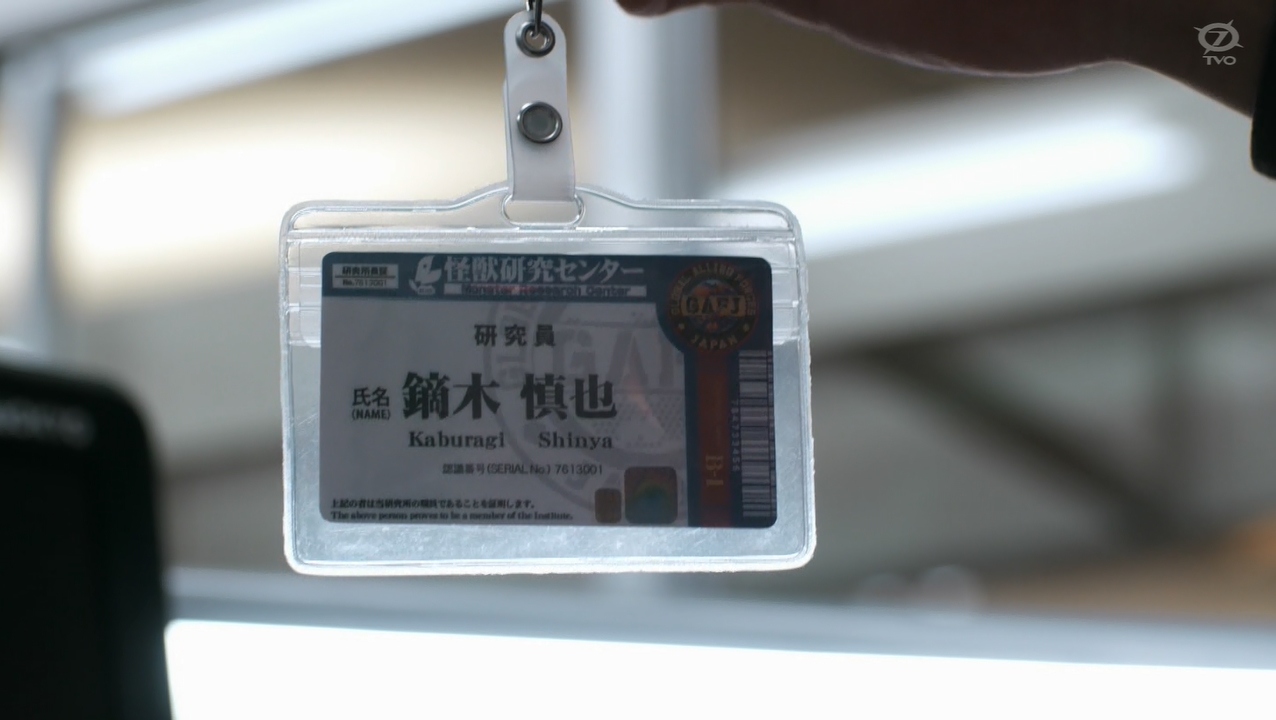 TVO
研究所員証
No.7613001
怪獣研究センター
Monster Research Center
GAFJ
JAPAN
研究員
氏名
(NAME)
鏑木 慎也
Kaburagi Shinya
認識番号(SERIAL No) 7613001
B-1
上記の者は当研究所の職員であることを証明します。
The above person proves to be a member of the Institute.